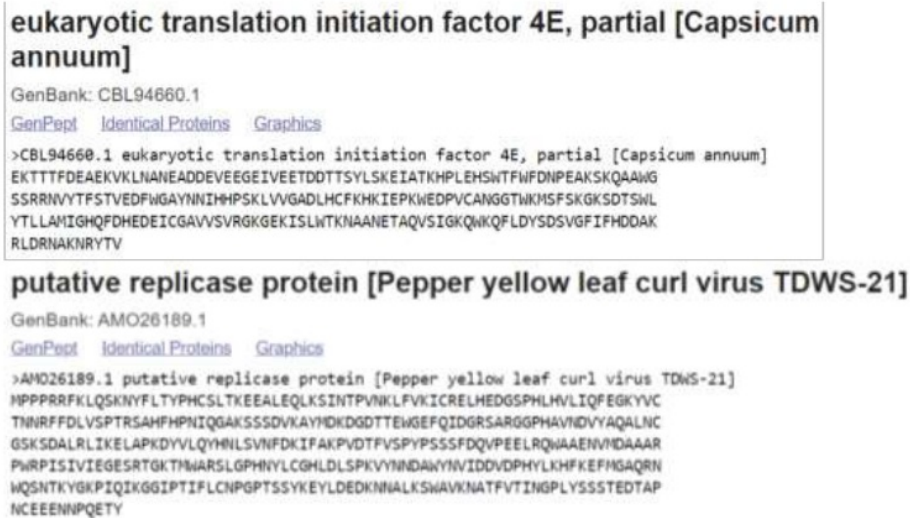 eukaryotic translation initiation factor 4E, partial [Capsicum
annuum]
GenBank: CBL94660.1
GenPept Identical Proteins Graphics
>CBL94660.1 eukaryotic translation initiation factor 4E, partial [Capsicum annuum]
EKTTTFDEAEKVKLNANEADDEVEEGEIVEETDDTTSYLSKEIATKHPLEHSWTFWFDNPEAKSKQAAWG
SSRRNVYTFSTVEDFWGAYNNIHHPSKLVVGADLHCFKHKIEPKWEDPVCANGGTWKMSFSKGKSDTSWL
YTLLAMIGHQFDHEDEICGAVVSVRGKGEKISLWTKNAANETAQVSIGKQWKQFLDYSDSVGFIFHDDAK
RLDRNAKNRYTV
putative replicase protein [Pepper yellow leaf curl virus TDWS-21]
GenBank: AMO26189.1
GenPept Identical Proteins Graphics
>AMO26189.1 putative replicase protein [Pepper yellow leaf curl virus TDWS-21]
MPPPRRFKLQSKNYFLTYPHCSLTKEEALEQLKSINTPVNKLFVKICRELHEDGSPHLHVLIQFEGKYVC
TNNRFFDLVSPTRSAHFHPNIQGAKSSSDVKAYMDKDGDTTEWGEFQIDGRSARGGPHAVNDVYAQALNC
GSKSDALRLIKELAPKDYVLQYHNLSVNFDKIFAKPVDTFVSPYPSSSFDQVPEELRQWAAENVMDAAAR
PWRPISIVIEGESRTGKTMWARSLGPHNYLCGHLDLSPKVYNNDAWYNVIDDVDPHYLKHFKEFMGAQRN
WQSNTKYGKPIQIKGGIPTIFLCNPGPTSSYKEYLDEDKNNALKSWAVKNATFVTINGPLYSSSTEDTAP
NCEEENNPQETY